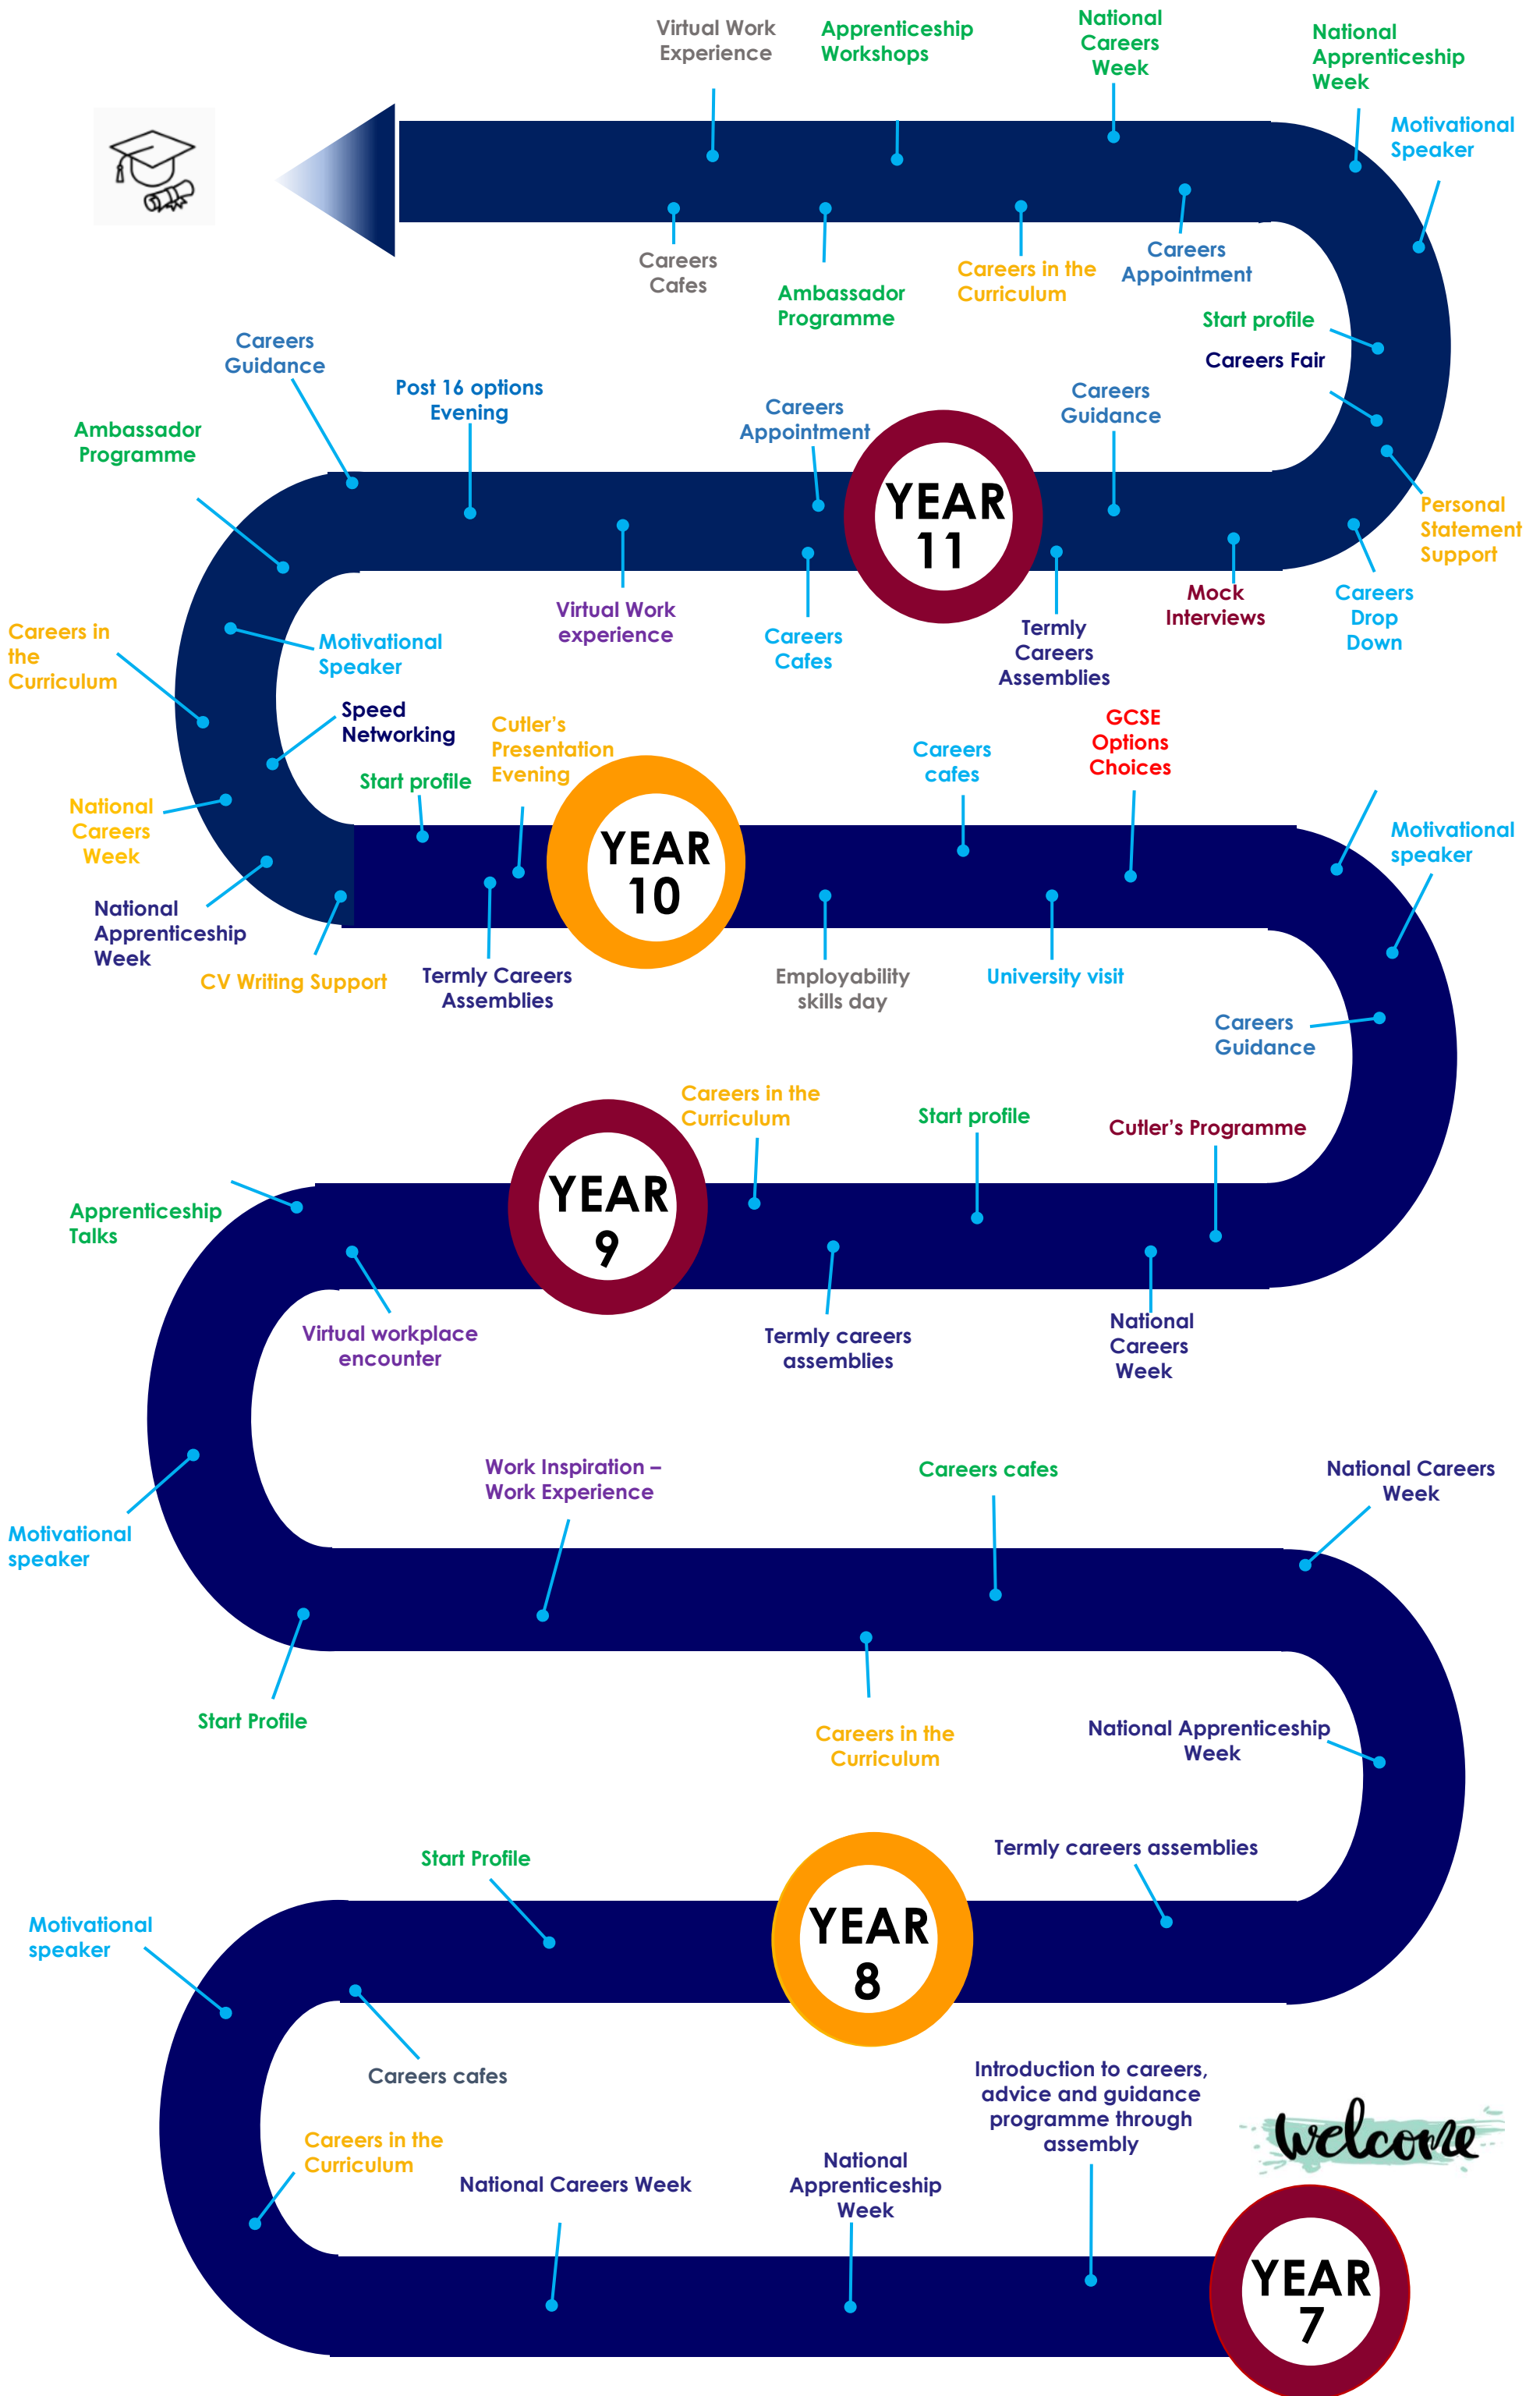 Virtual Work
Experience
Apprenticeship
Workshops
National
Careers
Week
National
Apprenticeship
Week
Motivational
Speaker
Careers
Cafes
Ambassador
Programme
Careers in the
Curriculum
Careers
Appointment
Start profile
Careers Fair
Careers
Guidance
Post 16 options
Evening
Careers
Appointment
Careers
Guidance
Ambassador
Programme
YEAR
11
Personal
Statement
Support
Virtual Work
experience
Careers
Cafes
Termly
Careers
Assemblies
Mock
Interviews
Careers
Drop
Down
Careers in
the
Curriculum
Motivational
Speaker
Speed
Networking
Start profile
Cutler's
Presentation
Evening
Careers
cafes
GCSE
Options
Choices
Motivational
speaker
National
Careers
Week
YEAR
10
National
Apprenticeship
Week
CV Writing Support
Termly Careers
Assemblies
Employability
skills day
University visit
Careers
Guidance
Careers in the
Curriculum
Start profile
Cutler's Programme
Apprenticeship
Talks
YEAR
9
Virtual workplace
encounter
Termly careers
assemblies
National
Careers
Week
Motivational
speaker
Work Inspiration –
Work Experience
Careers cafes
National Careers
Week
Start Profile
Careers in the
Curriculum
National Apprenticeship
Week
Start Profile
Termly careers assemblies
Motivational
speaker
YEAR
8
Careers cafes
Introduction to careers,
advice and guidance
programme through
assembly
welcome
Careers in the
Curriculum
National Careers Week
National
Apprenticeship
Week
YEAR
7